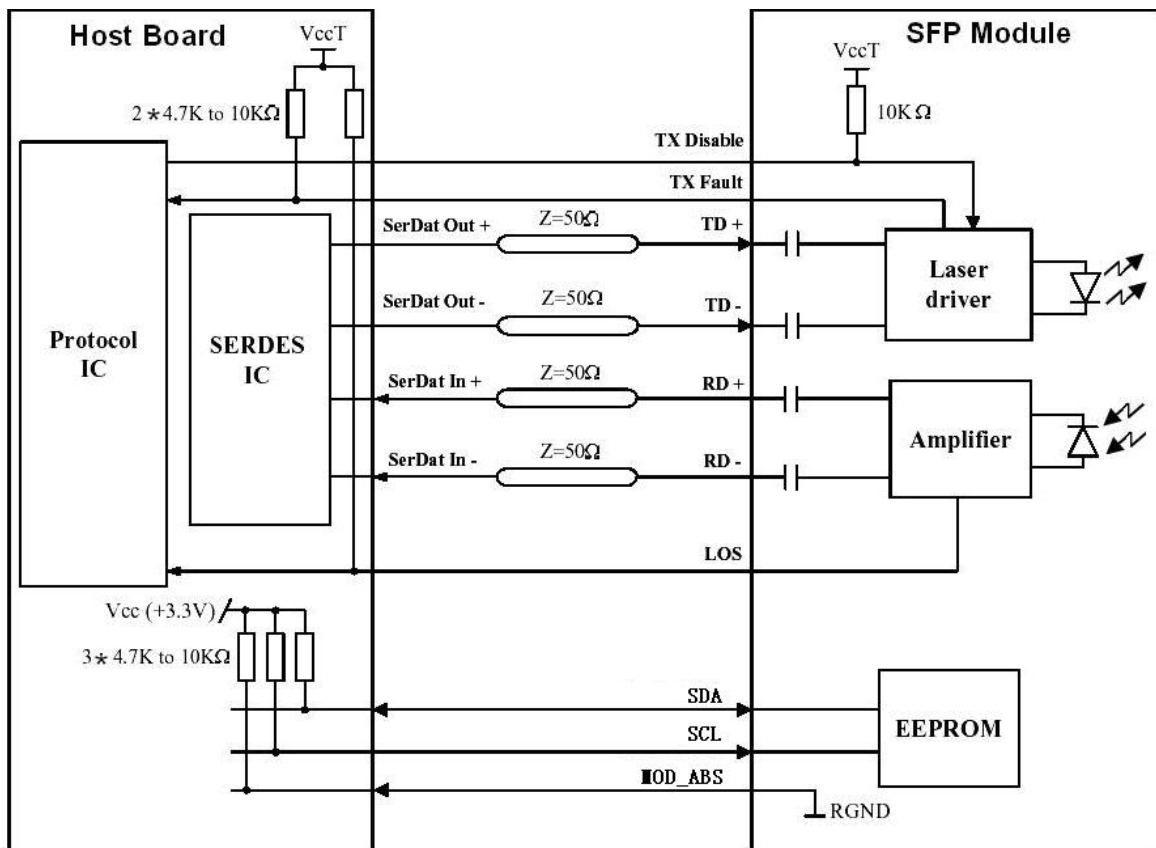 Host Board
SFP Module
VccT
VccT
2*4.7K to 10KΩ
10KΩ
TX Disable
TX Fault
SerDat Out +
Z=50Ω
TD +
Laser
driver
SerDat Out -
Z=50Ω
TD -
Protocol
IC
SERDES
IC
SerDat In +
Z=50Ω
RD +
Amplifier
SerDat In -
Z=50Ω
RD -
LOS
Vcc (+3.3V)
3*4.7K to 10KΩ
SDA
SCL
EEPROM
MOD_ABS
RGND